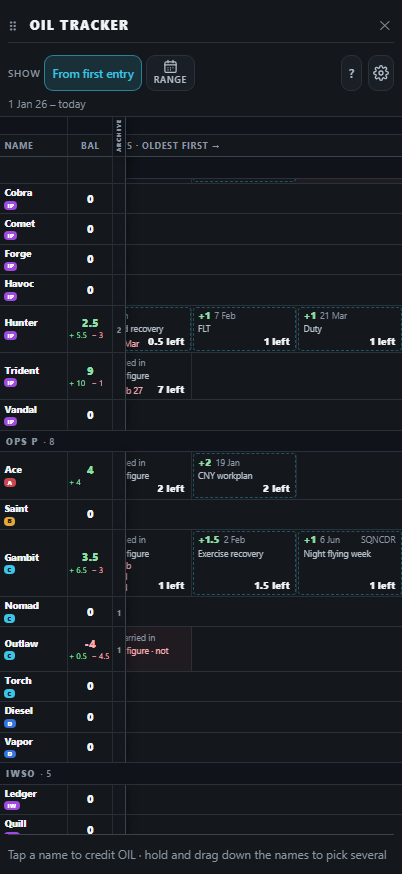 OIL TRACKER
SHOW
From first entry
RANGE
?
1 Jan 26 – today
ARCHIVE
NAME
BAL
S · OLDEST FIRST →
Cobra
IP
0
Comet
IP
0
Forge
IP
0
Havoc
IP
0
Hunter
IP
2.5
+ 5.5 − 3
2
recovery
Mar
0.5 left
+1 7 Feb
FLT
1 left
+1 21 Mar
Duty
1 left
Trident
IP
9
+ 10 − 1
ed in
figure
b 27
7 left
Vandal
IP
0
OPS P · 8
Ace
A
4
+ 4
ed in
figure
2 left
+2 19 Jan
CNY workplan
2 left
Saint
B
0
Gambit
C
3.5
+ 6.5 − 3
ed in
figure
b
1 left
+1.5 2 Feb
Exercise recovery
1.5 left
+1 6 Jun SQNCDR
Night flying week
1 left
Nomad
C
0
1
Outlaw
C
-4
+ 0.5 − 4.5
1
rried in
figure · not
Torch
C
0
Diesel
D
0
Vapor
D
0
IWSO · 5
Ledger
IW
0
Quill
0
Tap a name to credit OIL · hold and drag down the names to pick several